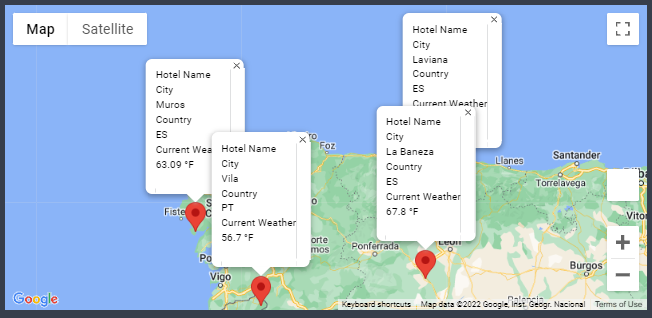 Map
Satellite
Hotel Name
City
Laviana
Country
ES
Current Weather
Hotel Name
City
Muros
Country
ES
Current Wea
63.09 °F
Hotel Name
City
Vila
Country
PT
Current Weather
56.7 °F
Hotel Name
City
La Baneza
Country
ES
Current Weather
67.8 °F
Foz
Llanes
Santander
Torrelavega
Fiste
Ponferrada
León
Vitor
Burgos
Vigo
Palencia
Google
Keyboard shortcuts
Map data ©2022 Google, Inst. Geogr. Nacional
Terms of Use